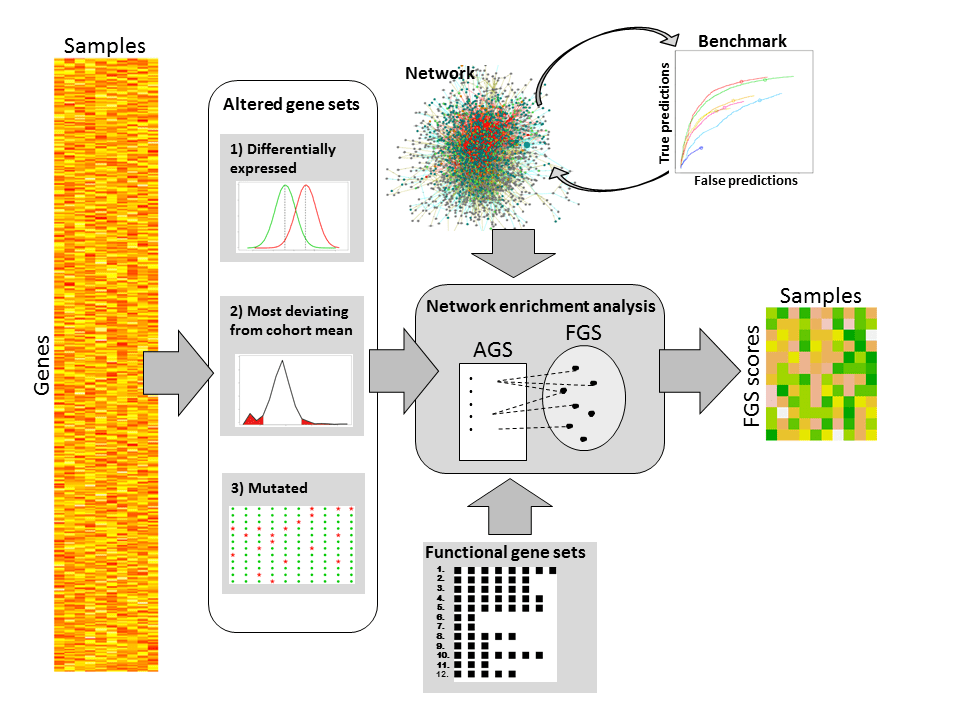 Samples
Genes
Altered gene sets
1) Differentially
expressed
2) Most deviating
from cohort mean
3) Mutated
Network
Benchmark
True predictions
False predictions
Network enrichment analysis
AGS
FGS
Functional gene sets
1.
2.
3.
4.
5.
6.
7.
8.
9.
10.
11.
12.
Samples
FGS scores